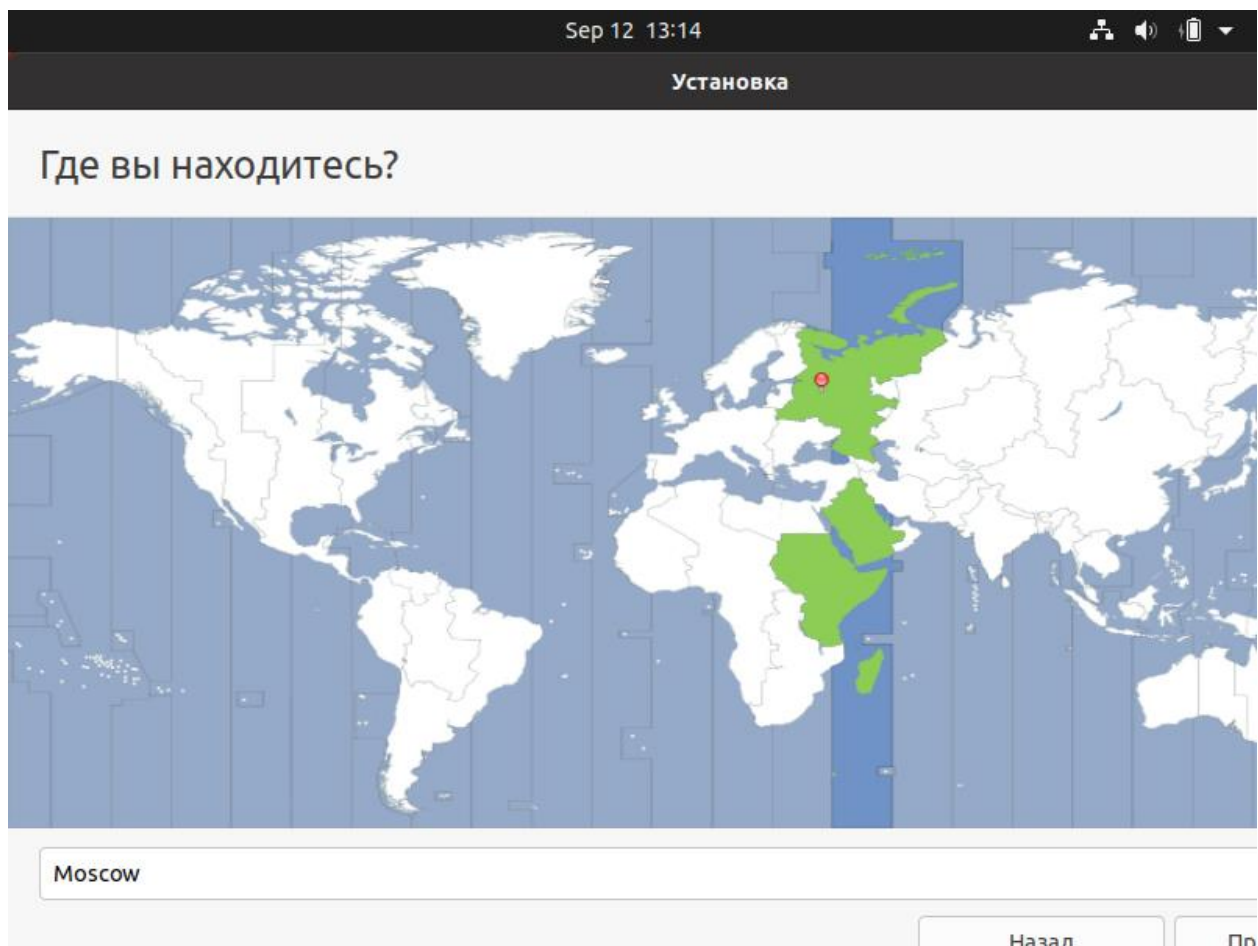 Sep 12 13:14
Установка
Где вы находитесь?
Moscow
Назад